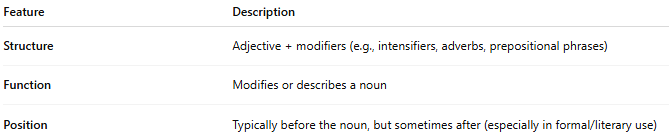 Feature Description
Structure Adjective + modifiers (e.g., intensifiers, adverbs, prepositional phrases)
Function Modifies or describes a noun
Position Typically before the noun, but sometimes after (especially in formal/literary use)